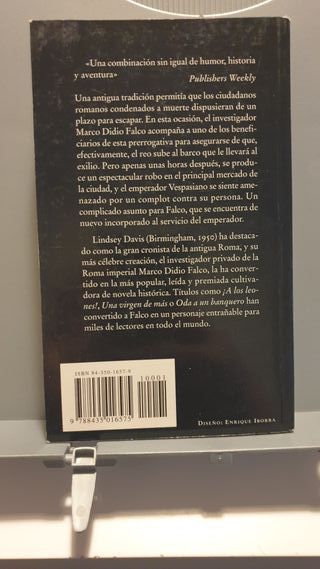 «Una combinación sin igual de humor, historia
y aventura»
Publishers Weekly
Una antigua tradición permitía que los ciudadanos
romanos condenados a muerte dispusieran de un
plazo para escapar. En esta ocasión, el investigador
Marco Didio Falco acompaña a uno de los benefi-
ciarios de esta prerrogativa para asegurarse de que,
efectivamente, el reo sube al barco que le llevará al
exilio. Pero apenas unas horas después, se produ-
ce un espectacular robo en el principal mercado de
la ciudad, y el emperador Vespasiano se siente ame-
nazado por un complot contra su persona. Un
complicado asunto para Falco, que se encuentra de
nuevo incorporado al servicio del emperador.
Lindsey Davis (Birmingham, 1950) ha destaca-
do como la gran cronista de la antigua Roma, y su
más célebre creación, el investigador privado de la
Roma imperial Marco Didio Falco, la ha conver-
tido en la más popular, leída y premiada cultiva-
dora de novela histórica. Títulos como ¡A los leo-
nes!, Una virgen de más o Oda a un banquero han
convertido a Falco en un personaje entrañable para
miles de lectores en todo el mundo.
ISBN 84-350-1657-8
10001
9 788435 016575
DISEÑO: ENRIQUE IBORRA